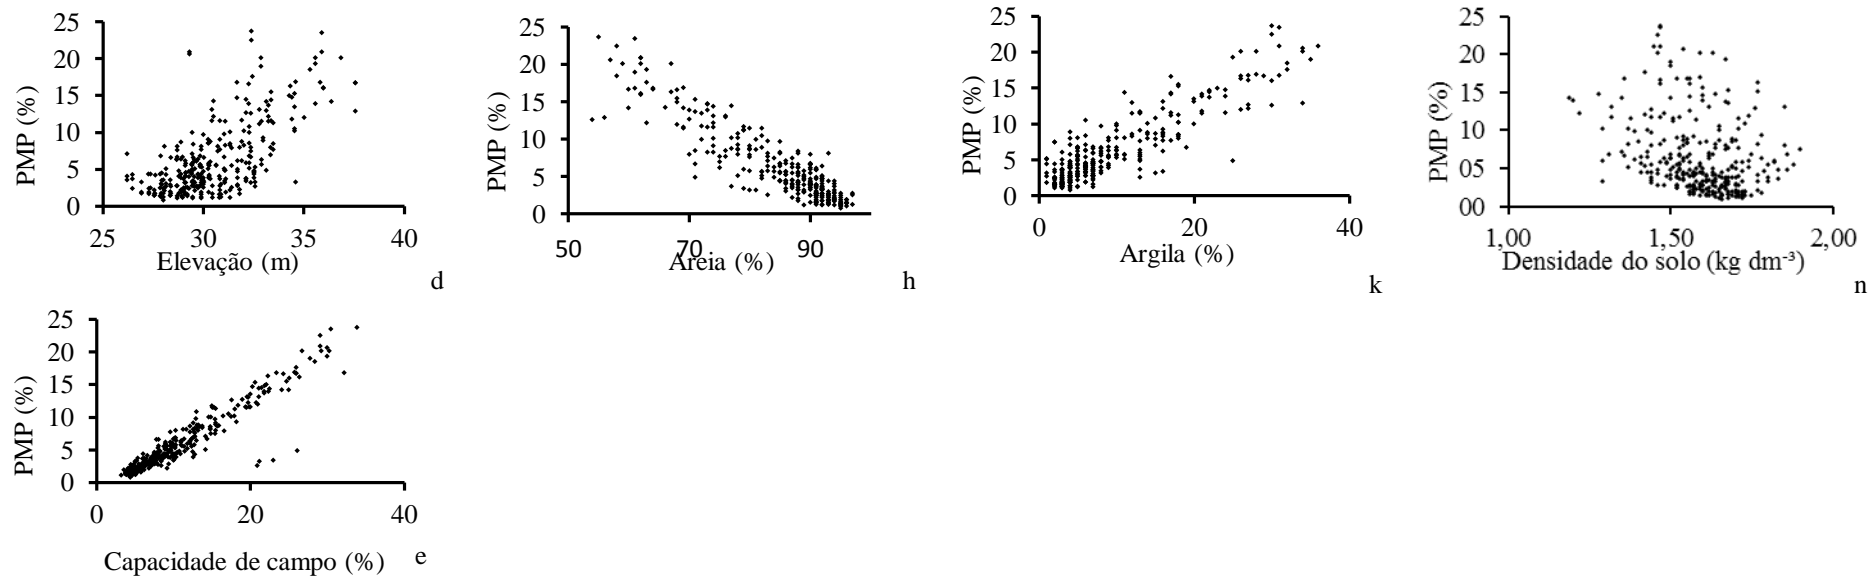 PMP (%)
25
20
15
10
5
0
25 30 35 40
Elevação (m)
d
PMP (%)
25
20
15
10
5
0
50 70 90
Areia (%)
h
PMP (%)
25
20
15
10
5
0
0 20 40
Argila (%)
k
PMP (%)
25
20
15
10
05
00
1,00 1,50 2,00
Densidade do solo (kg dm⁻³)
n
PMP (%)
25
20
15
10
5
0
0 20 40
Capacidade de campo (%)
e